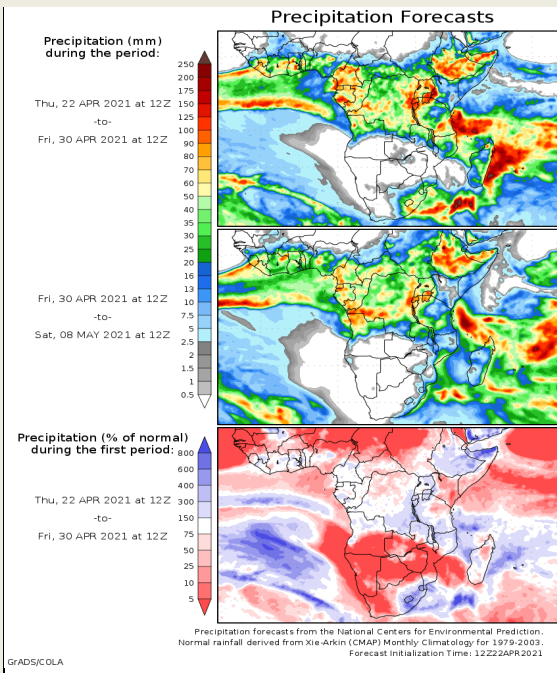 Precipitation Forecasts
Precipitation (mm)
during the period:
Thu, 22 APR 2021 at 12Z
-to-
Fri, 30 APR 2021 at 12Z
250
200
175
150
125
100
90
80
70
60
50
40
35
30
25
20
16
13
10
7.5
5
2.5
2
1.5
1
0.5
Fri, 30 APR 2021 at 12Z
-to-
Sat, 08 MAY 2021 at 12Z
Precipitation (% of normal)
during the first period:
Thu, 22 APR 2021 at 12Z
-to-
Fri, 30 APR 2021 at 12Z
800
600
400
300
150
75
50
25
10
5
Precipitation forecasts from the National Centers for Environmental Prediction.
Normal rainfall derived from Xie-Arkin (CMAP) Monthly Climatology for 1979-2003.
Forecast Initialization Time: 12Z22APR2021
GrADS/COLA